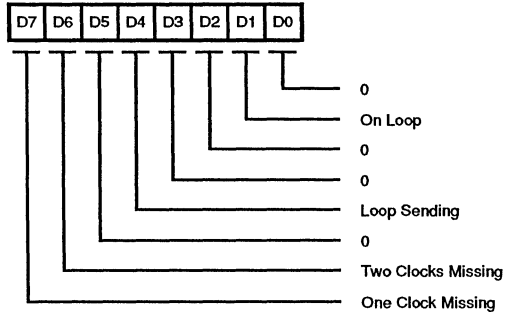 D7 D6 D5 D4 D3 D2 D1 D0
0
On Loop
0
0
Loop Sending
0
Two Clocks Missing
One Clock Missing